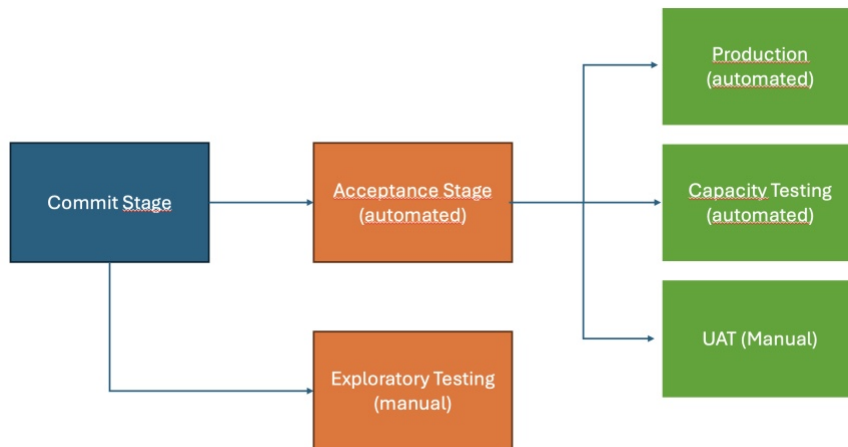 Production
(automated)
Commit Stage
Acceptance Stage
(automated)
Capacity Testing
(automated)
Exploratory Testing
(manual)
UAT (Manual)